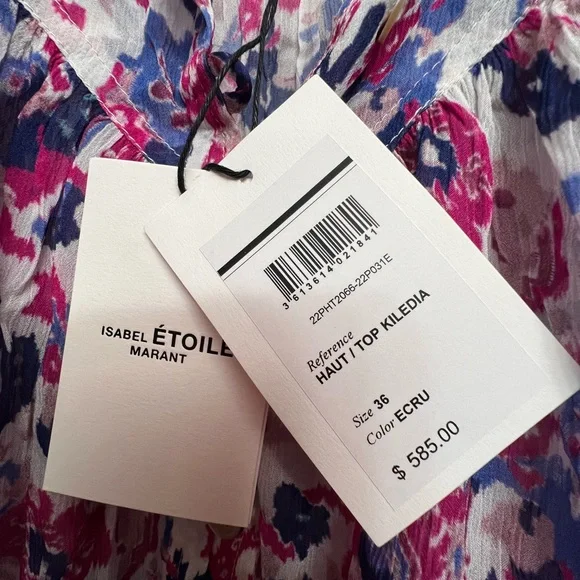 ISABEL ÉTOILE
MARANT
3 613614 021841
22PHT2066-22P031E
Reference
HAUT / TOP KILEDIA
Size 36
Color ECRU
$ 585.00